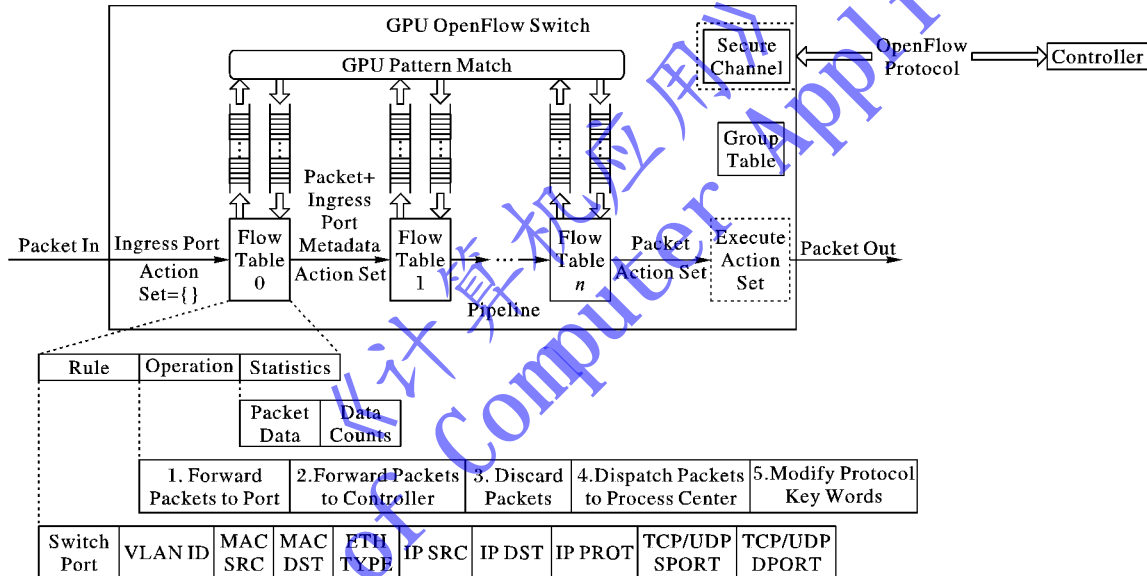 GPU OpenFlow Switch
GPU Pattern Match
Secure
Channel
OpenFlow
Protocol
Controller
Group
Table
Packet In
Ingress Port
Action
Set={}
Flow
Table
0
Packet+
Ingress
Port
Metadata
Action Set
Flow
Table
1
...
Pipeline
Flow
Table
n
Packet
Action Set
Execute
Action
Set
Packet Out
Rule
Operation
Statistics
Packet
Data
Data
Counts
1. Forward
Packets to Port
2.Forward Packets
to Controller
3. Discard
Packets
4.Dispatch Packets
to Process Center
5.Modify Protocol
Key Words
Switch
Port
VLAN ID
MAC
SRC
MAC
DST
ETH
TYPE
IP SRC
IP DST
IP PROT
TCP/UDP
SPORT
TCP/UDP
DPORT
《计算机应用》
of Computer Appli